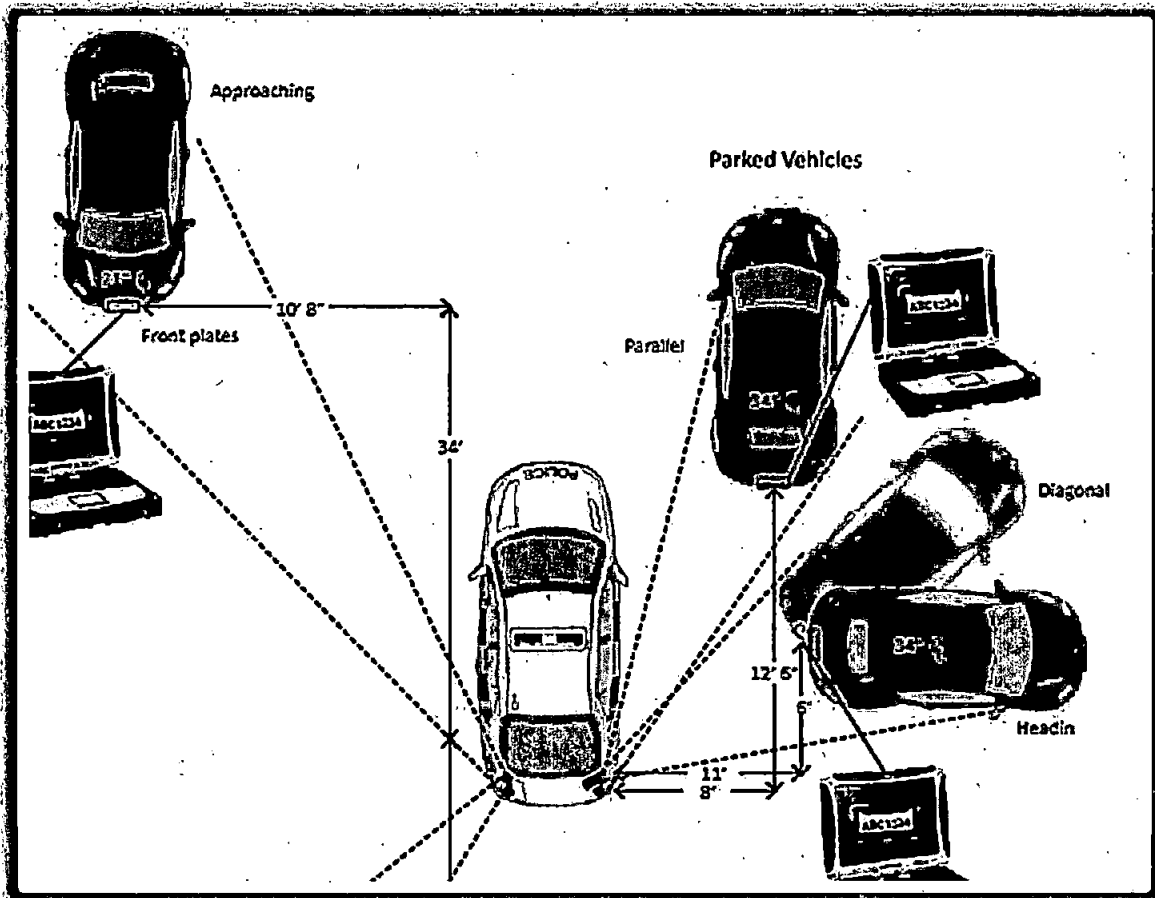 Approaching
Parked Vehicles
10' 8"
Front plates
Parallel
ABC1234
ABC1234
34'
POLICE
Diagonal
12' 6"
6"
Headin
11"
8"
ABC1234